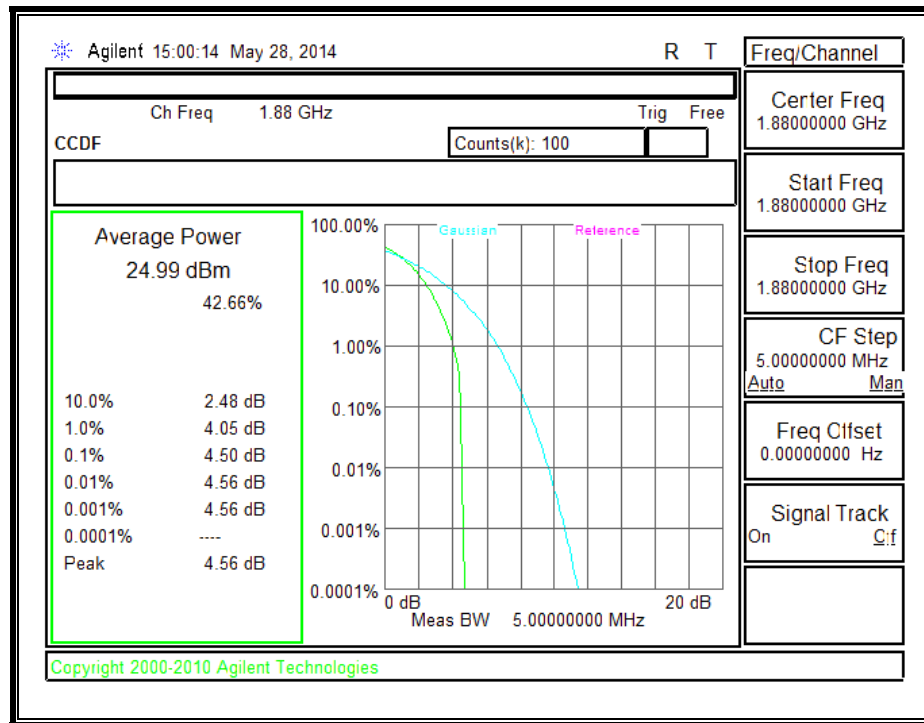 Agilent 15:00:14 May 28, 2014 R T
Ch Freq 1.88 GHz Trig Free
CCDF Counts(k): 100
Average Power
24.99 dBm
42.66%
10.0% 2.48 dB
1.0% 4.05 dB
0.1% 4.50 dB
0.01% 4.56 dB
0.001% 4.56 dB
0.0001% ----
Peak 4.56 dB
Gaussian Reference
100.00%
10.00%
1.00%
0.10%
0.01%
0.001%
0.0001%
0 dB 20 dB
Meas BW 5.00000000 MHz
Freq/Channel
Center Freq
1.88000000 GHz
Start Freq
1.88000000 GHz
Stop Freq
1.88000000 GHz
CF Step
5.00000000 MHz
Auto Man
Freq Offset
0.00000000 Hz
Signal Track
On Off
Copyright 2000-2010 Agilent Technologies